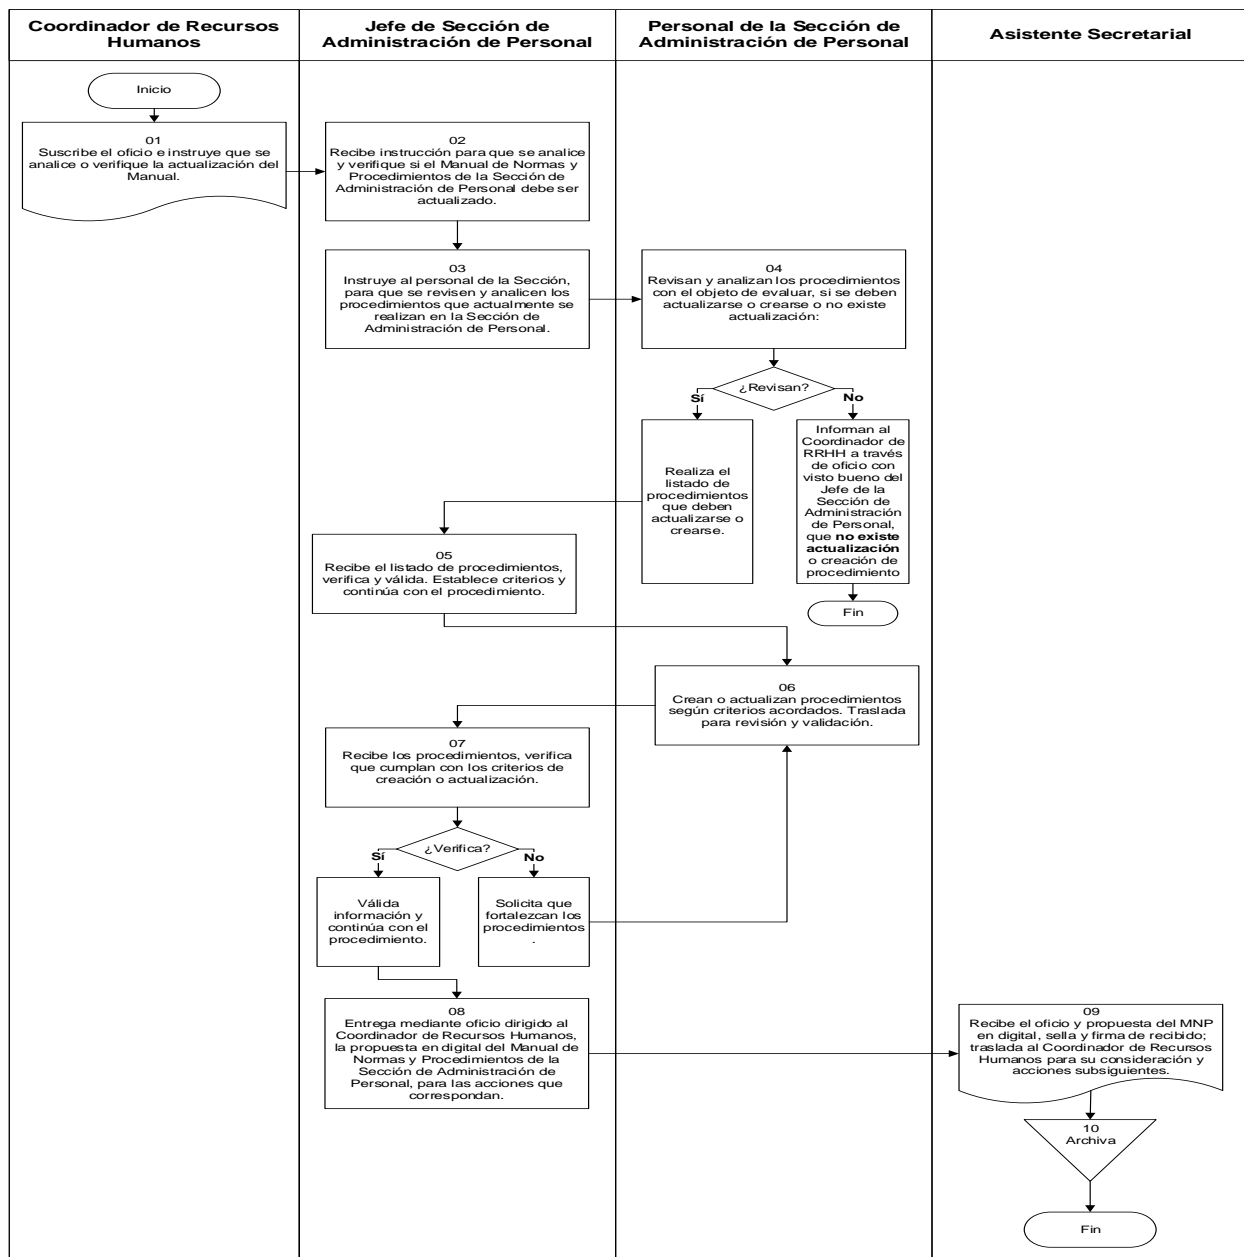 Coordinador de Recursos
Humanos
Jefe de Sección de
Administración de Personal
Personal de la Sección de
Administración de Personal
Asistente Secretarial
Inicio
01
Suscribe el oficio e instruye que se
analice o verifique la actualización del
Manual.
02
Recibe instrucción para que se analice
y verifique si el Manual de Normas y
Procedimientos de la Sección de
Administración de Personal debe ser
actualizado.
03
Instruye al personal de la Sección,
para que se revisen y analicen los
procedimientos que actualmente se
realizan en la Sección de
Administración de Personal.
04
Revisan y analizan los procedimientos
con el objeto de evaluar, si se deben
actualizarse o crearse o no existe
actualización:
¿Revisan?
Sí
No
Realiza el
listado de
procedimientos
que deben
actualizarse o
crearse.
Informan al
Coordinador de
RRHH a través
de oficio con
visto bueno del
Jefe de la
Sección de
Administración
de Personal,
que no existe
actualización
o creación de
procedimiento
Fin
05
Recibe el listado de procedimientos,
verifica y válida. Establece criterios y
continúa con el procedimiento.
06
Crean o actualizan procedimientos
según criterios acordados. Traslada
para revisión y validación.
07
Recibe los procedimientos, verifica
que cumplan con los criterios de
creación o actualización.
¿Verifica?
Sí
No
Válida
información y
continúa con el
procedimiento.
Solicita que
fortalezcan los
procedimientos
.
08
Entrega mediante oficio dirigido al
Coordinador de Recursos Humanos,
la propuesta en digital del Manual de
Normas y Procedimientos de la
Sección de Administración de
Personal, para las acciones que
correspondan.
09
Recibe el oficio y propuesta del MNP
en digital, sella y firma de recibido;
traslada al Coordinador de Recursos
Humanos para su consideración y
acciones subsiguientes.
10
Archiva
Fin